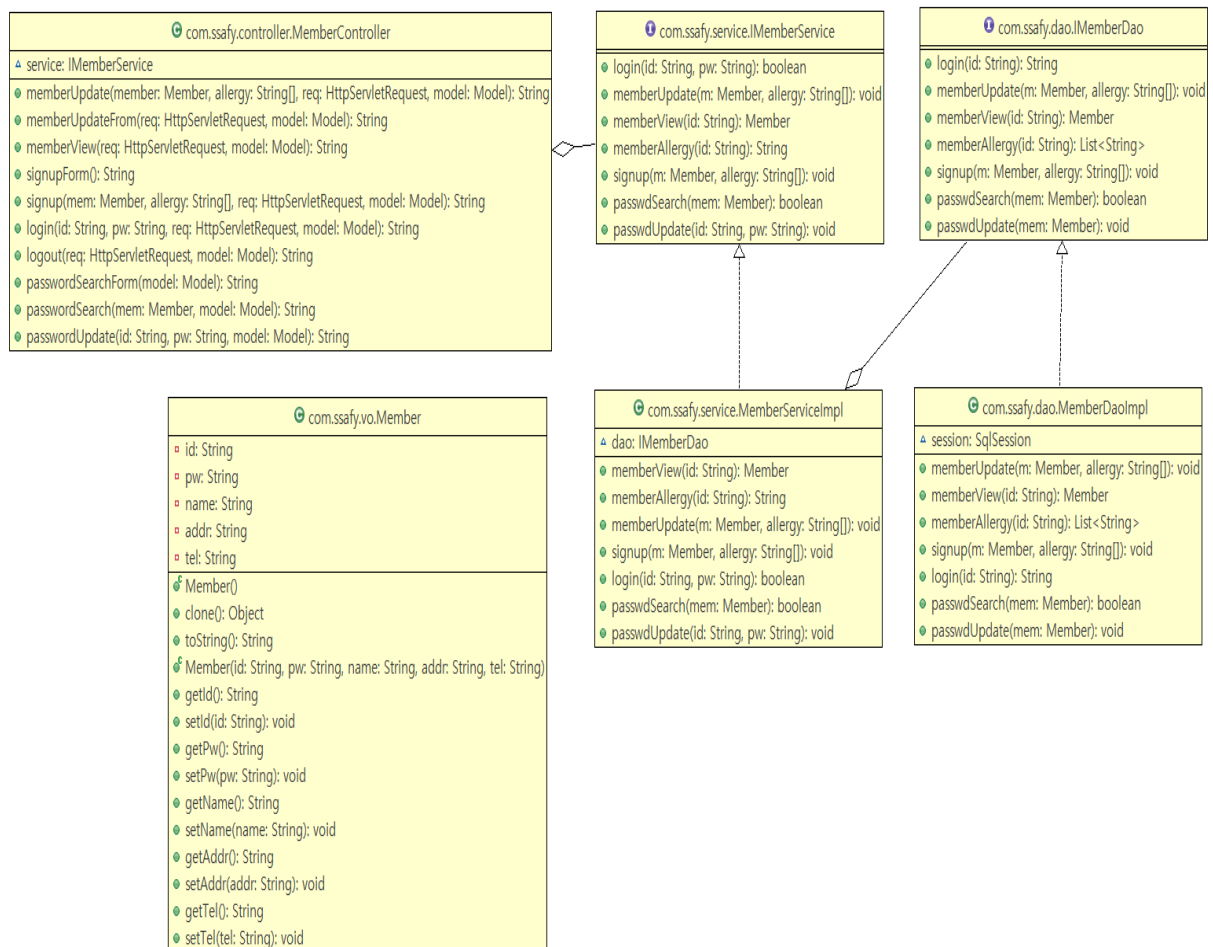 com.ssafy.controller.MemberController
service: IMemberService
memberUpdate(member: Member, allergy: String[], req: HttpServletRequest, model: Model): String
memberUpdateFrom(req: HttpServletRequest, model: Model): String
memberView(req: HttpServletRequest, model: Model): String
signupForm(): String
signup(mem: Member, allergy: String[], req: HttpServletRequest, model: Model): String
login(id: String, pw: String, req: HttpServletRequest, model: Model): String
logout(req: HttpServletRequest, model: Model): String
passwordSearchForm(model: Model): String
passwordSearch(mem: Member, model: Model): String
passwordUpdate(id: String, pw: String, model: Model): String
com.ssafy.service.IMemberService
login(id: String, pw: String): boolean
memberUpdate(m: Member, allergy: String[]): void
memberView(id: String): Member
memberAllergy(id: String): String
signup(m: Member, allergy: String[]): void
passwdSearch(mem: Member): boolean
passwdUpdate(id: String, pw: String): void
com.ssafy.dao.IMemberDao
login(id: String): String
memberUpdate(m: Member, allergy: String[]): void
memberView(id: String): Member
memberAllergy(id: String): List<String>
signup(m: Member, allergy: String[]): void
passwdSearch(mem: Member): boolean
passwdUpdate(mem: Member): void
com.ssafy.vo.Member
id: String
pw: String
name: String
addr: String
tel: String
Member()
clone(): Object
toString(): String
Member(id: String, pw: String, name: String, addr: String, tel: String)
getId(): String
setId(id: String): void
getPw(): String
setPw(pw: String): void
getName(): String
setName(name: String): void
getAddr(): String
setAddr(addr: String): void
getTel(): String
setTel(tel: String): void
com.ssafy.service.MemberServiceImpl
dao: IMemberDao
memberView(id: String): Member
memberAllergy(id: String): String
memberUpdate(m: Member, allergy: String[]): void
signup(m: Member, allergy: String[]): void
login(id: String, pw: String): boolean
passwdSearch(mem: Member): boolean
passwdUpdate(id: String, pw: String): void
com.ssafy.dao.MemberDaoImpl
session: SqlSession
memberUpdate(m: Member, allergy: String[]): void
memberView(id: String): Member
memberAllergy(id: String): List<String>
signup(m: Member, allergy: String[]): void
login(id: String): String
passwdSearch(mem: Member): boolean
passwdUpdate(mem: Member): void